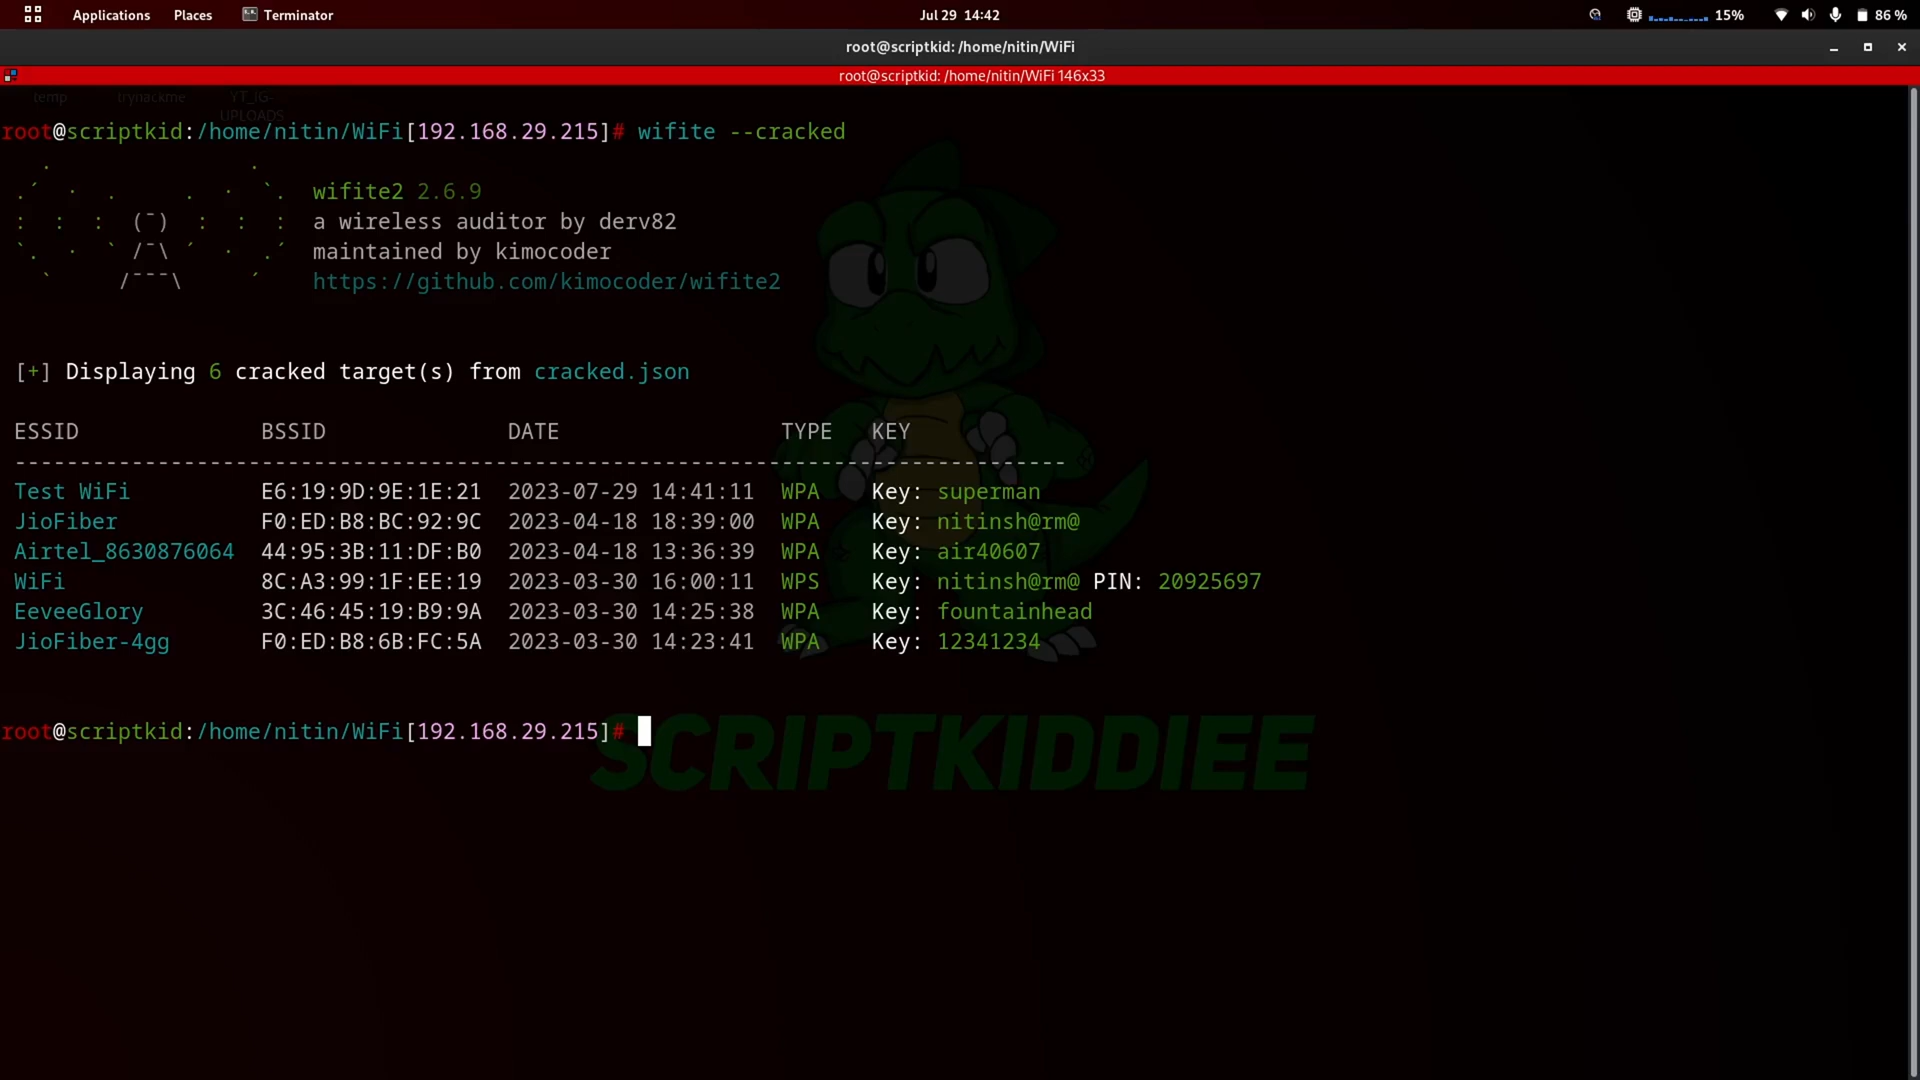 Applications Places Terminator Jul 29 14:42 15% 86 %
root@scriptkid: /home/nitin/WiFi
root@scriptkid: /home/nitin/WiFi 146x33
temp tryhackme YT_IG-
UPLOADS
root@scriptkid:/home/nitin/WiFi[192.168.29.215]# wifite --cracked
wifite2 2.6.9
a wireless auditor by derv82
maintained by kimocoder
https://github.com/kimocoder/wifite2
[+] Displaying 6 cracked target(s) from cracked.json
ESSID BSSID DATE TYPE KEY
---------------------------------------------------------------------------------
Test WiFi E6:19:9D:9E:1E:21 2023-07-29 14:41:11 WPA Key: superman
JioFiber F0:ED:B8:BC:92:9C 2023-04-18 18:39:00 WPA Key: nitinsh@rm@
Airtel_8630876064 44:95:3B:11:DF:B0 2023-04-18 13:36:39 WPA Key: air40607
WiFi 8C:A3:99:1F:EE:19 2023-03-30 16:00:11 WPS Key: nitinsh@rm@ PIN: 20925697
EeveeGlory 3C:46:45:19:B9:9A 2023-03-30 14:25:38 WPA Key: fountainhead
JioFiber-4gg F0:ED:B8:6B:FC:5A 2023-03-30 14:23:41 WPA Key: 12341234
root@scriptkid:/home/nitin/WiFi[192.168.29.215]#
SCRIPTKIDDIEE